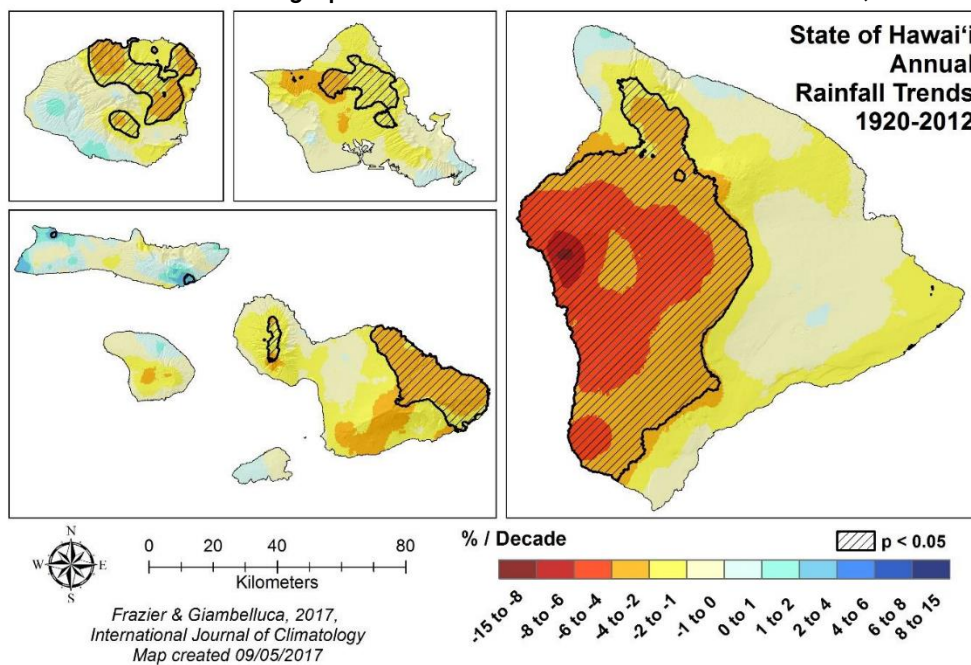 State of Hawai‘i
Annual
Rainfall Trends
1920-2012
% / Decade
p < 0.05
-15 to -8
-8 to -6
-6 to -4
-4 to -2
-2 to -1
-1 to 0
0 to 1
1 to 2
2 to 4
4 to 6
6 to 8
8 to 15
N
W E
S
0 20 40 80
Kilometers
Frazier & Giambelluca, 2017,
International Journal of Climatology
Map created 09/05/2017